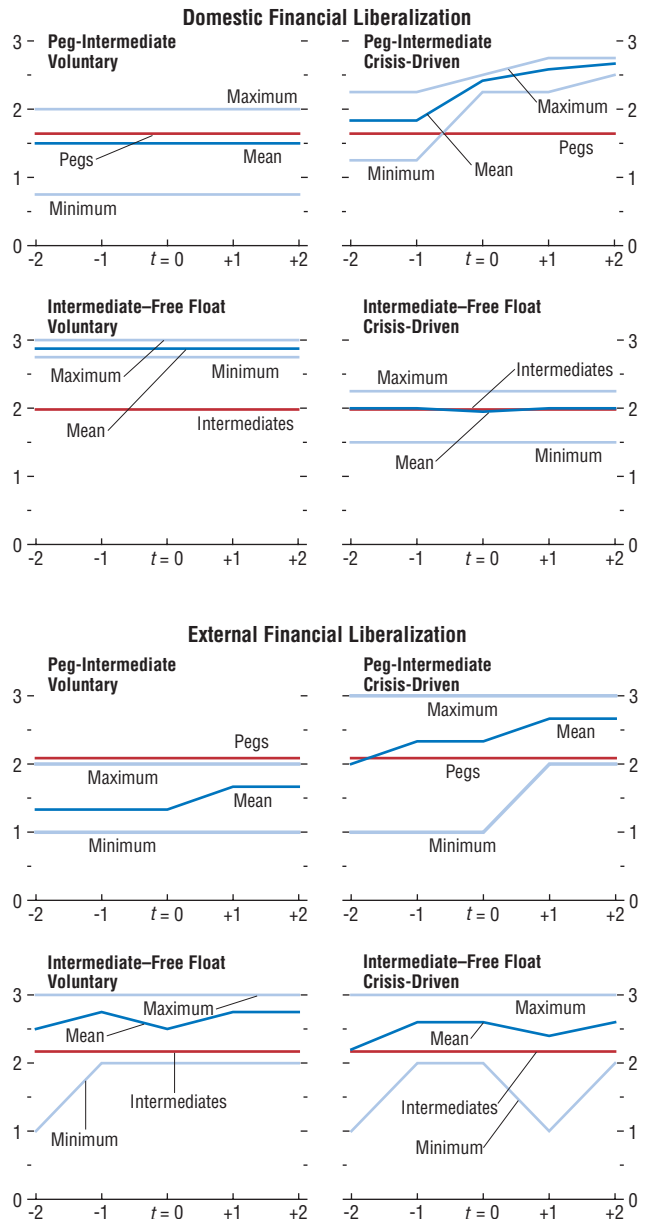 Domestic Financial Liberalization
Peg-Intermediate
Voluntary
3
2
1
0
Maximum
Pegs
Mean
Minimum
-2 -1 t = 0 +1 +2
Peg-Intermediate
Crisis-Driven
3
2
1
0
Maximum
Pegs
Mean
Minimum
-2 -1 t = 0 +1 +2
Intermediate–Free Float
Voluntary
3
2
1
0
Maximum
Minimum
Mean
Intermediates
-2 -1 t = 0 +1 +2
Intermediate–Free Float
Crisis-Driven
3
2
1
0
Maximum
Intermediates
Mean
Minimum
-2 -1 t = 0 +1 +2
External Financial Liberalization
Peg-Intermediate
Voluntary
3
2
1
0
Pegs
Maximum
Mean
Minimum
-2 -1 t = 0 +1 +2
Peg-Intermediate
Crisis-Driven
3
2
1
0
Maximum
Mean
Pegs
Minimum
-2 -1 t = 0 +1 +2
Intermediate–Free Float
Voluntary
3
2
1
0
Maximum
Mean
Intermediates
Minimum
-2 -1 t = 0 +1 +2
Intermediate–Free Float
Crisis-Driven
3
2
1
0
Maximum
Mean
Intermediates
Minimum
-2 -1 t = 0 +1 +2